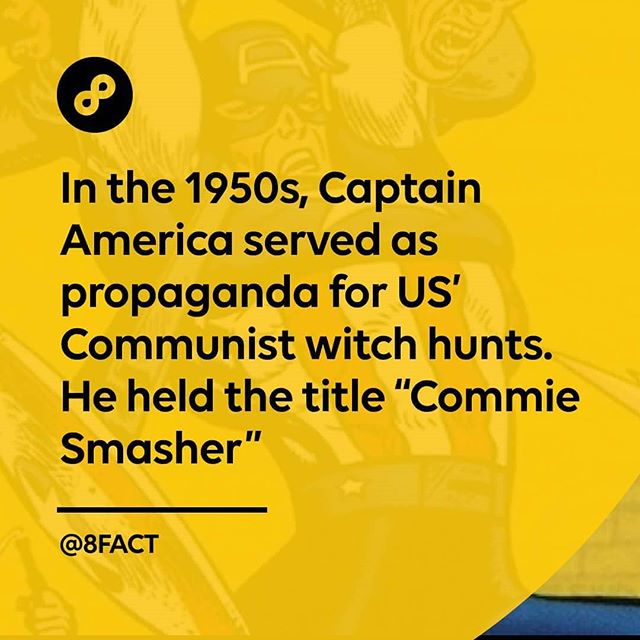 In the 1950s, Captain
America served as
propaganda for US’
Communist witch hunts.
He held the title “Commie
Smasher”
@8FACT